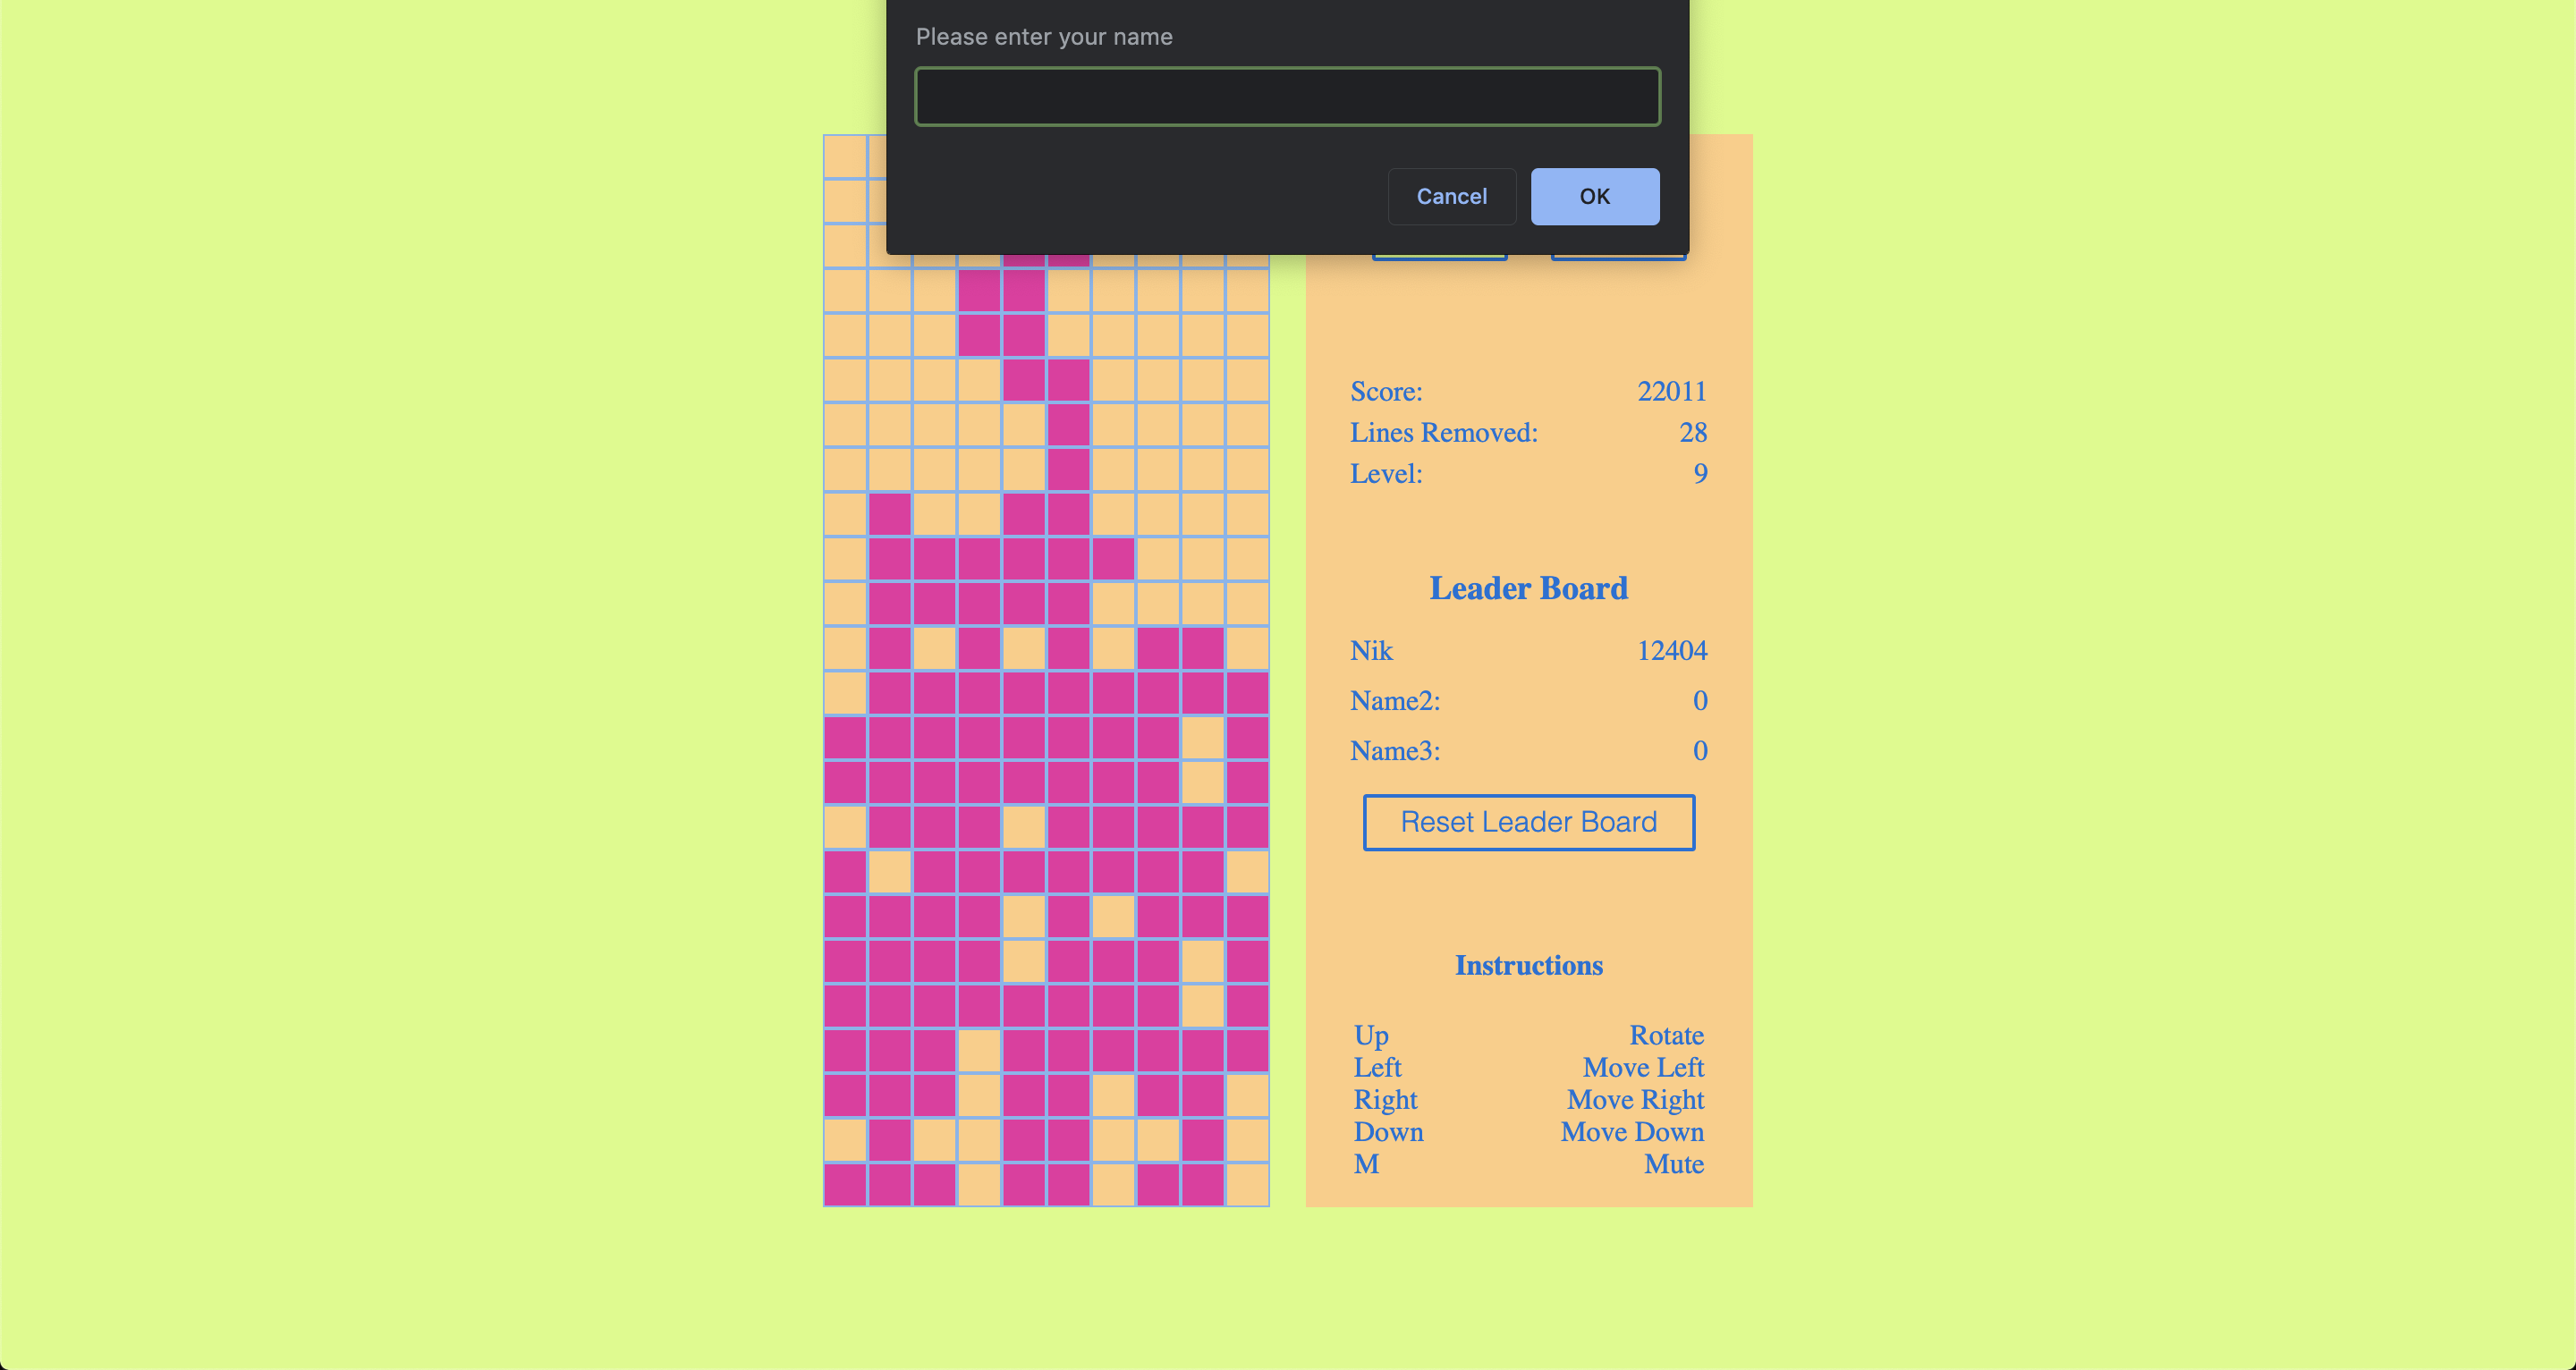 Please enter your name
Cancel OK
Score: 22011
Lines Removed: 28
Level: 9
Leader Board
Nik 12404
Name2: 0
Name3: 0
Reset Leader Board
Instructions
Up Rotate
Left Move Left
Right Move Right
Down Move Down
M Mute